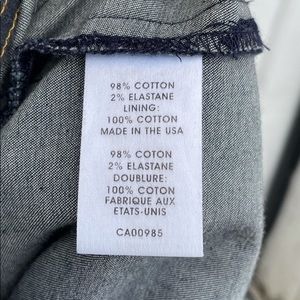 98% COTTON
2% ELASTANE
LINING:
100% COTTON
MADE IN THE USA
98% COTON
2% ELASTANE
DOUBLURE:
100% COTON
FABRIQUE AUX
ETATS-UNIS
CA00985